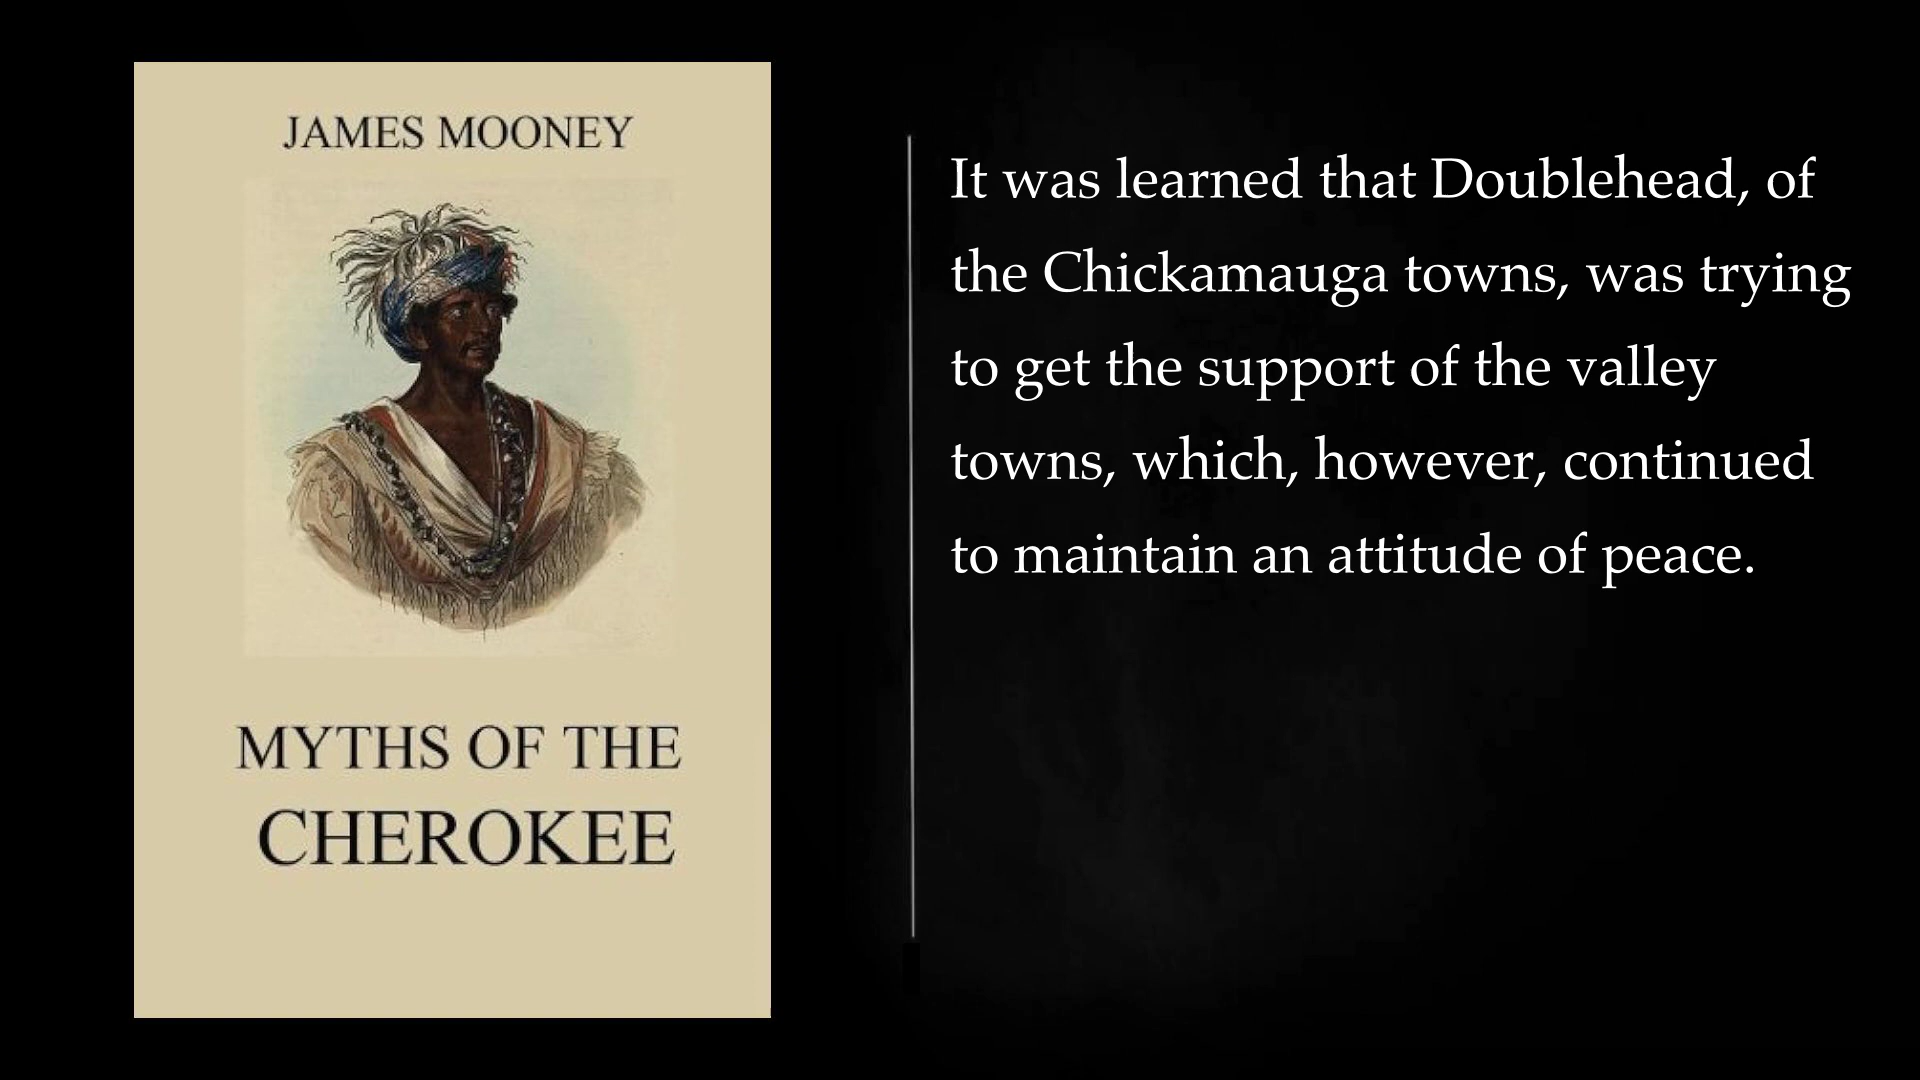 JAMES MOONEY
MYTHS OF THE
CHEROKEE
It was learned that Doublehead, of
the Chickamauga towns, was trying
to get the support of the valley
towns, which, however, continued
to maintain an attitude of peace.